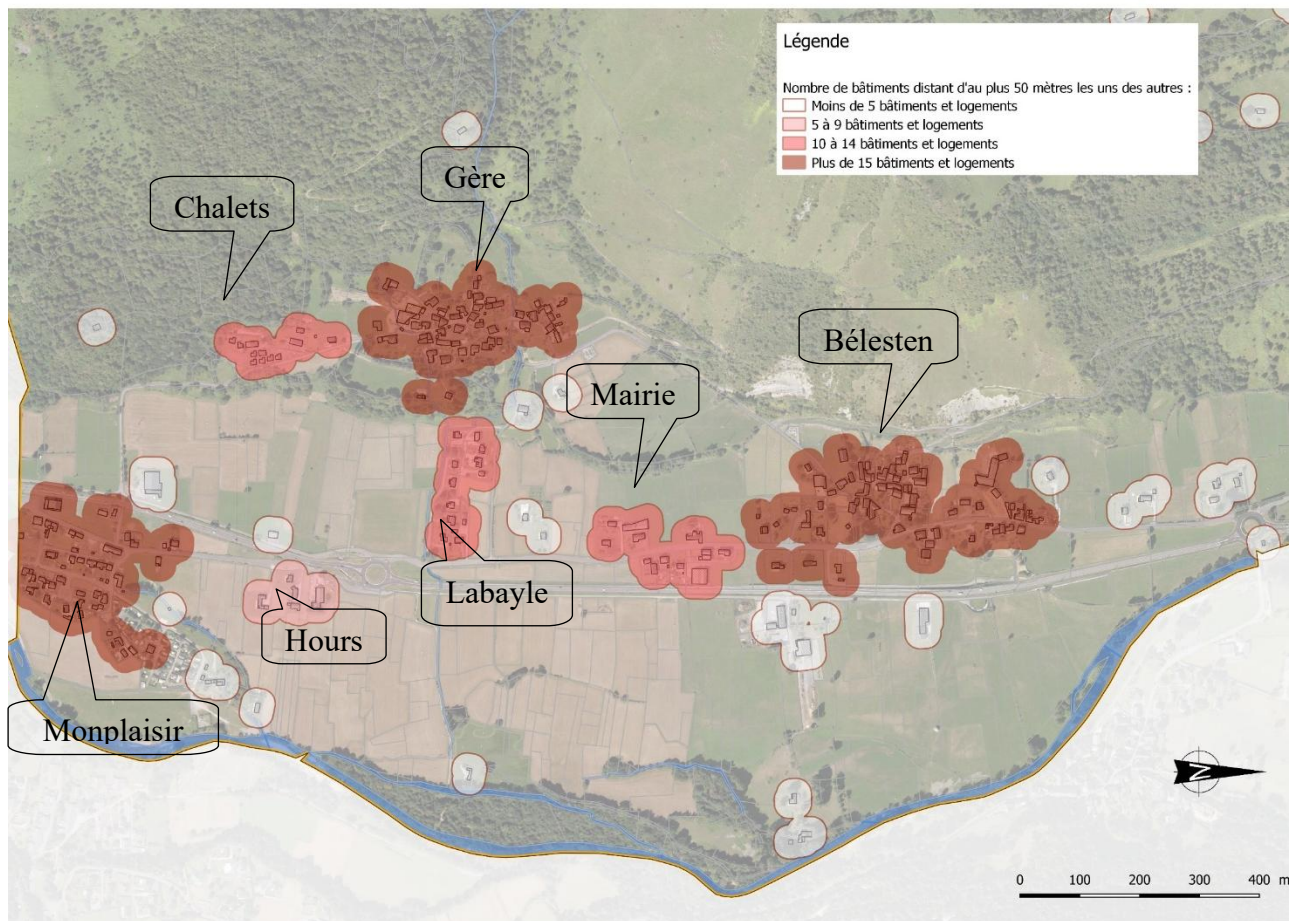 Légende
Nombre de bâtiments distant d'au plus 50 mètres les uns des autres :
Moins de 5 bâtiments et logements
5 à 9 bâtiments et logements
10 à 14 bâtiments et logements
Plus de 15 bâtiments et logements
Gère
Chalets
Bélesten
Mairie
Labayle
Hours
Monplaisir
N
0 100 200 300 400 m